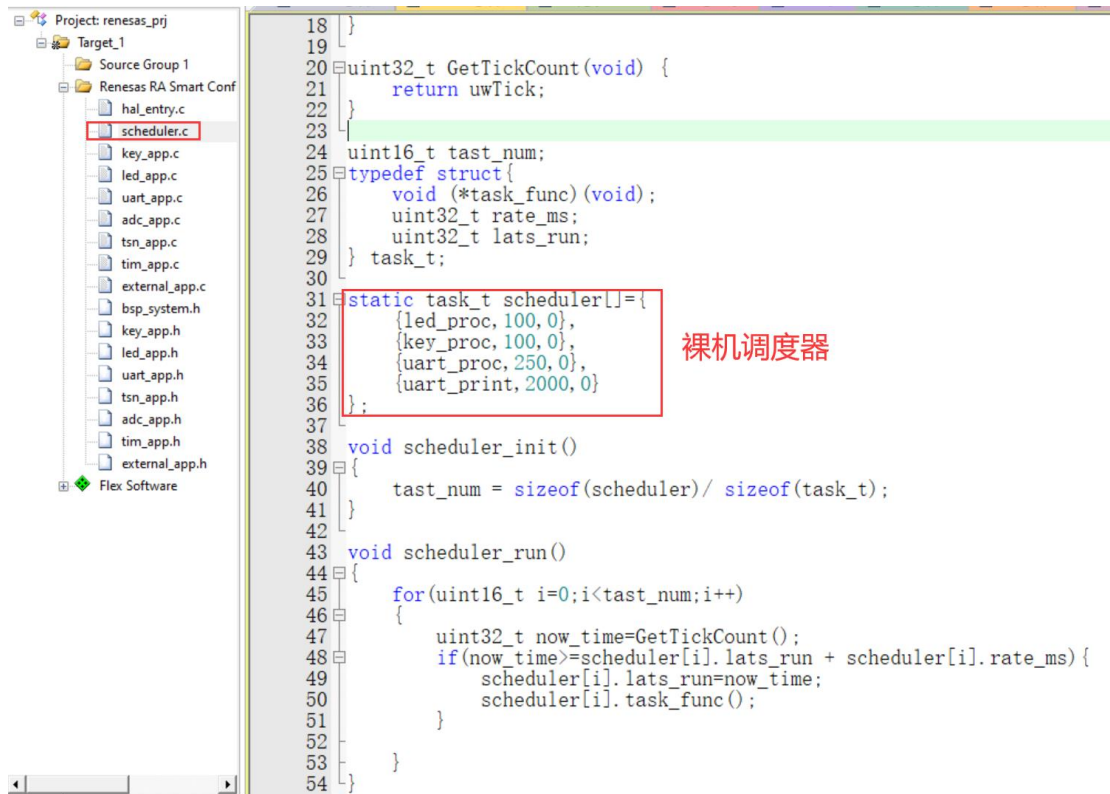 Project: renesas_prj
Target_1
Source Group 1
Renesas RA Smart Conf
hal_entry.c
scheduler.c
key_app.c
led_app.c
uart_app.c
adc_app.c
tsn_app.c
tim_app.c
external_app.c
bsp_system.h
key_app.h
led_app.h
uart_app.h
tsn_app.h
adc_app.h
tim_app.h
external_app.h
Flex Software
18 }
19
20 uint32_t GetTickCount(void) {
21     return uwTick;
22 }
23
24 uint16_t tast_num;
25 typedef struct{
26     void (*task_func)(void);
27     uint32_t rate_ms;
28     uint32_t lats_run;
29 } task_t;
30
31 static task_t scheduler[]={
32     {led_proc,100,0},
33     {key_proc,100,0},
34     {uart_proc,250,0},
35     {uart_print,2000,0}
36 };
37
38 void scheduler_init()
39 {
40     tast_num = sizeof(scheduler)/ sizeof(task_t);
41 }
42
43 void scheduler_run()
44 {
45     for(uint16_t i=0;i<tast_num;i++)
46     {
47         uint32_t now_time=GetTickCount();
48         if(now_time>=scheduler[i].lats_run + scheduler[i].rate_ms){
49             scheduler[i].lats_run=now_time;
50             scheduler[i].task_func();
51         }
52
53     }
54 }
裸机调度器